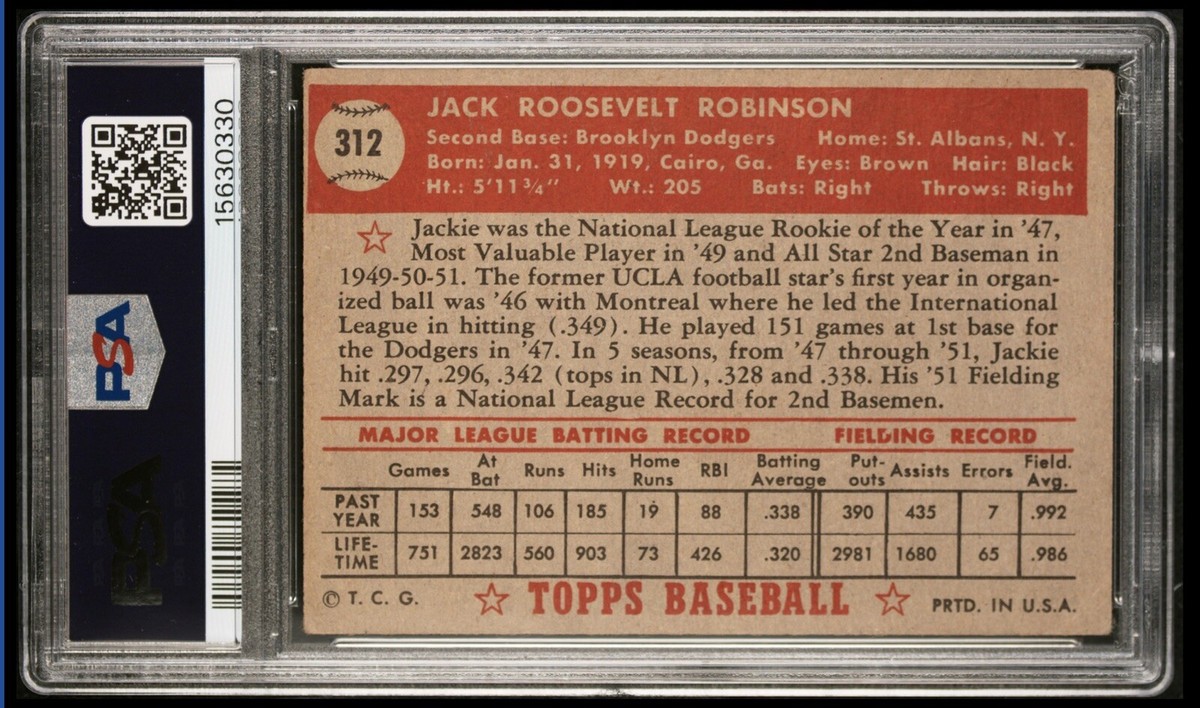 15630330
PSA
PSA
PSA
312
JACK ROOSEVELT ROBINSON
Second Base: Brooklyn Dodgers Home: St. Albans, N. Y.
Born: Jan. 31, 1919, Cairo, Ga. Eyes: Brown Hair: Black
Ht.: 5'11 3/4" Wt.: 205 Bats: Right Throws: Right
Jackie was the National League Rookie of the Year in '47,
Most Valuable Player in '49 and All Star 2nd Baseman in
1949-50-51. The former UCLA football star's first year in organ-
ized ball was '46 with Montreal where he led the International
League in hitting (.349). He played 151 games at 1st base for
the Dodgers in '47. In 5 seasons, from '47 through '51, Jackie
hit .297, .296, .342 (tops in NL), .328 and .338. His '51 Fielding
Mark is a National League Record for 2nd Basemen.
MAJOR LEAGUE BATTING RECORD FIELDING RECORD
Games At Bat Runs Hits Home Runs RBI Batting Average Put-outs Assists Errors Field. Avg.
PAST YEAR 153 548 106 185 19 88 .338 390 435 7 .992
LIFE-TIME 751 2823 560 903 73 426 .320 2981 1680 65 .986
© T. C. G. TOPPS BASEBALL PRTD. IN U.S.A.